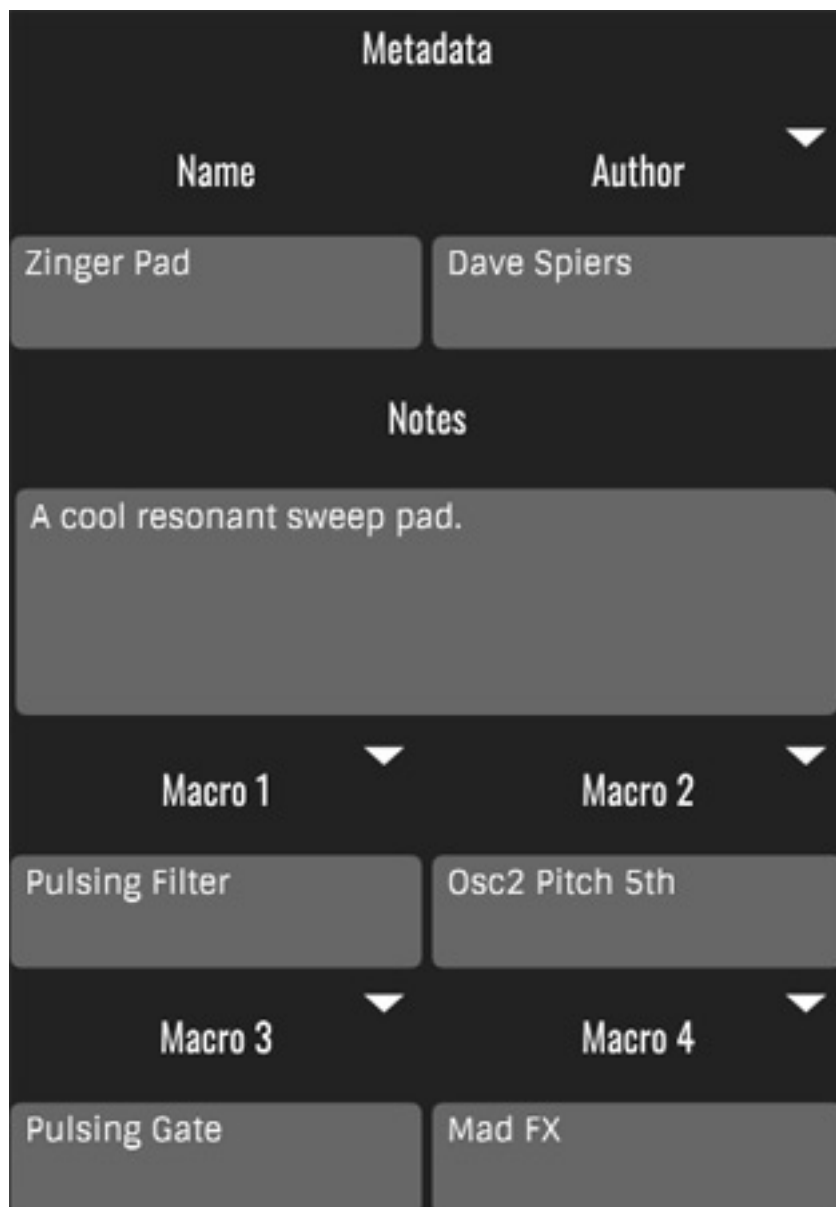 Metadata
Name Author
Zinger Pad Dave Spiers
Notes
A cool resonant sweep pad.
Macro 1 Macro 2
Pulsing Filter Osc2 Pitch 5th
Macro 3 Macro 4
Pulsing Gate Mad FX